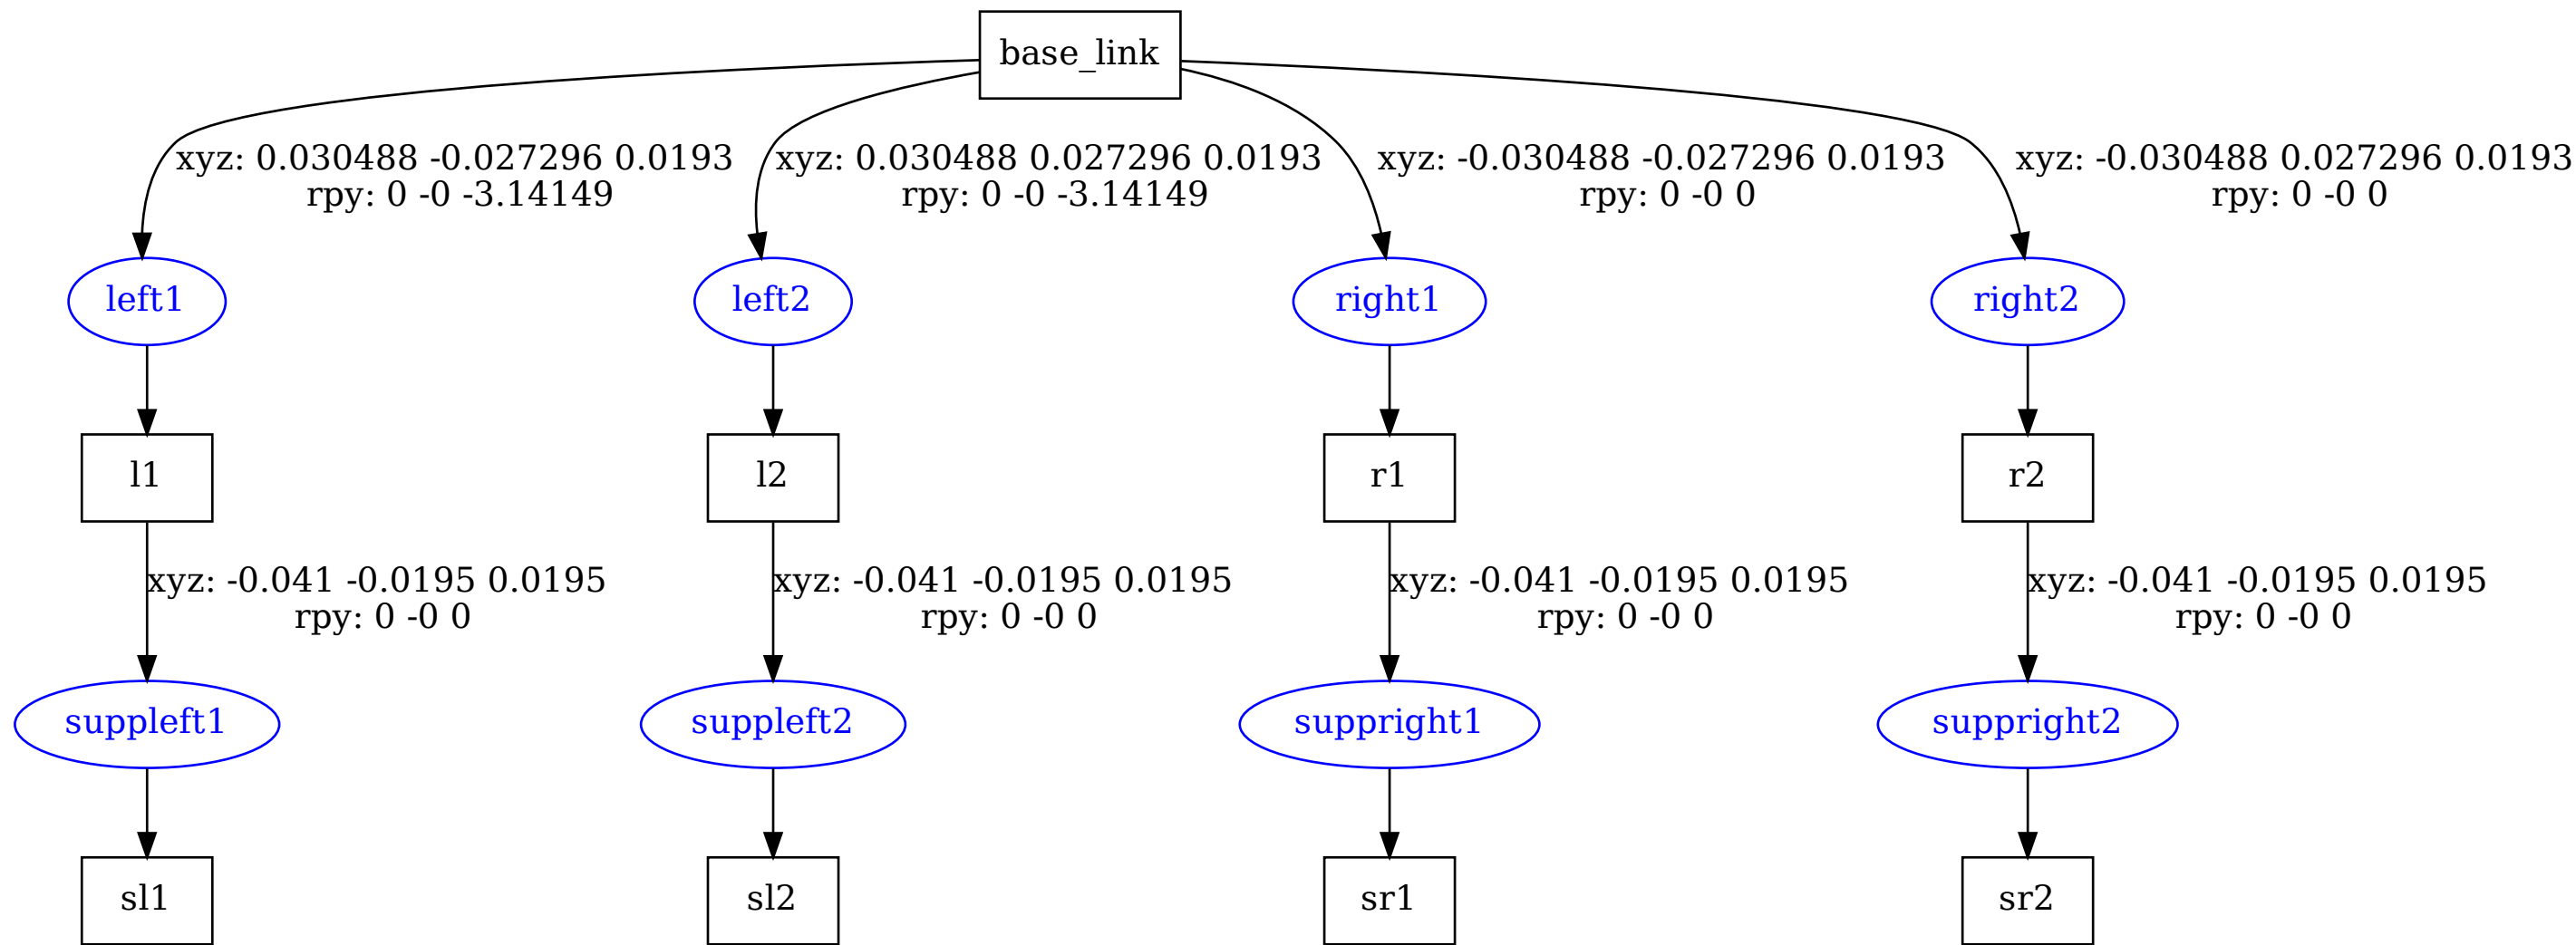 base_link
xyz: 0.030488 -0.027296 0.0193
rpy: 0 -0 -3.14149
xyz: 0.030488 0.027296 0.0193
rpy: 0 -0 -3.14149
xyz: -0.030488 -0.027296 0.0193
rpy: 0 -0 0
xyz: -0.030488 0.027296 0.0193
rpy: 0 -0 0
left1
left2
right1
right2
l1
l2
r1
r2
xyz: -0.041 -0.0195 0.0195
rpy: 0 -0 0
xyz: -0.041 -0.0195 0.0195
rpy: 0 -0 0
xyz: -0.041 -0.0195 0.0195
rpy: 0 -0 0
xyz: -0.041 -0.0195 0.0195
rpy: 0 -0 0
suppleft1
suppleft2
suppright1
suppright2
sl1
sl2
sr1
sr2